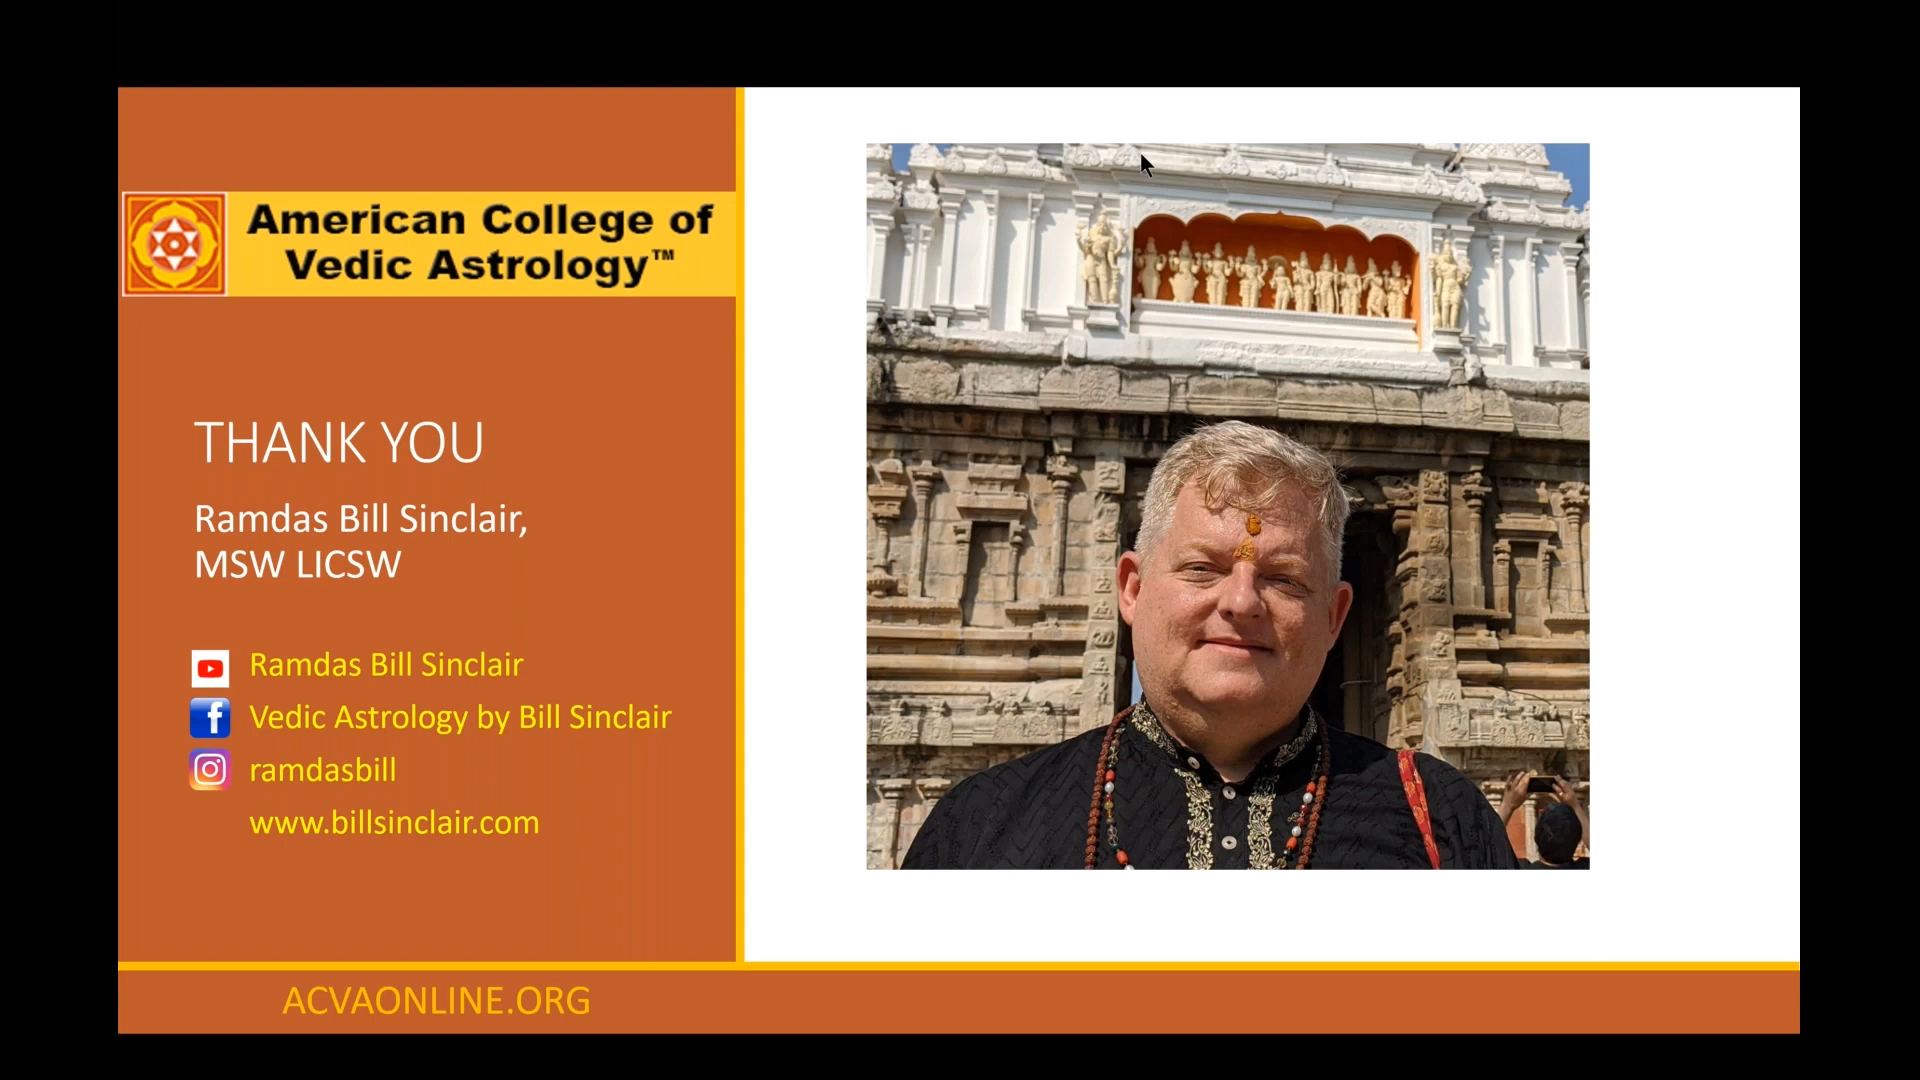 American College of
Vedic Astrology™
THANK YOU
Ramdas Bill Sinclair,
MSW LICSW
Ramdas Bill Sinclair
Vedic Astrology by Bill Sinclair
ramdasbill
www.billsinclair.com
ACVAONLINE.ORG